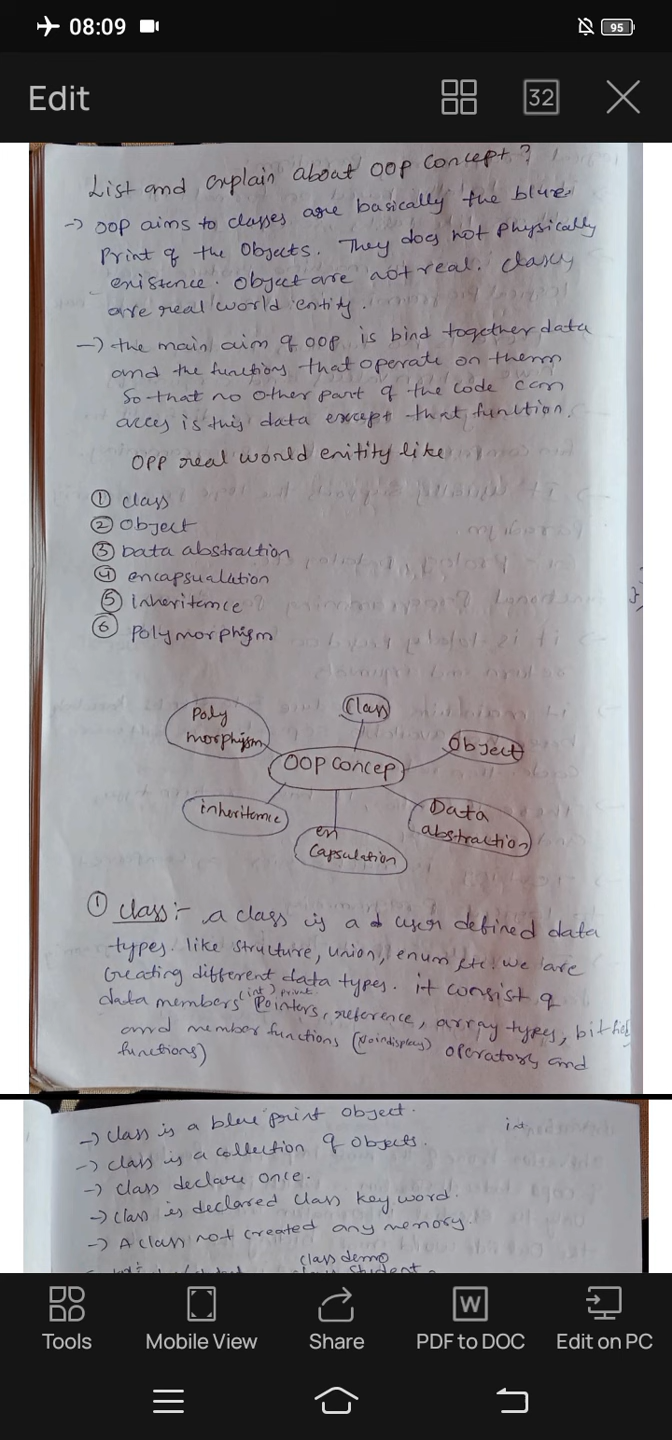 08:09
95
Edit
32
List and explain about OOP Concept?
-> OOP aims to classes are basically the blue
Print of the Objects. They does not physically
existence. Object are not real. classes
are real world entity.
-> the main aim of OOP is bind together data
and the functions that operate on them
So that no other part of the code can
acces is this data except that function.
OPP real world enitity like
① class
② Object
③ Data abstraction
④ encapsualution
⑤ inheritance
⑥ Polymorphism
Poly
morphism
Class
Object
OOP Concep
inheritance
en
Capsulation
Data
abstraction
① class:- a class is a user defined data
types. like structure, union, enum etc. we are
Creating different data types. it consist of
data members (int) private Pointers, reference, array types,
and member functions operators and
functions)
-> class is a blue print object.
int
-> class is a collection of objects.
-> class declare once.
-> class is declared class key word.
-> A class not created any memory.
class demo
Student
Tools
Mobile View
Share
W
PDF to DOC
Edit on PC